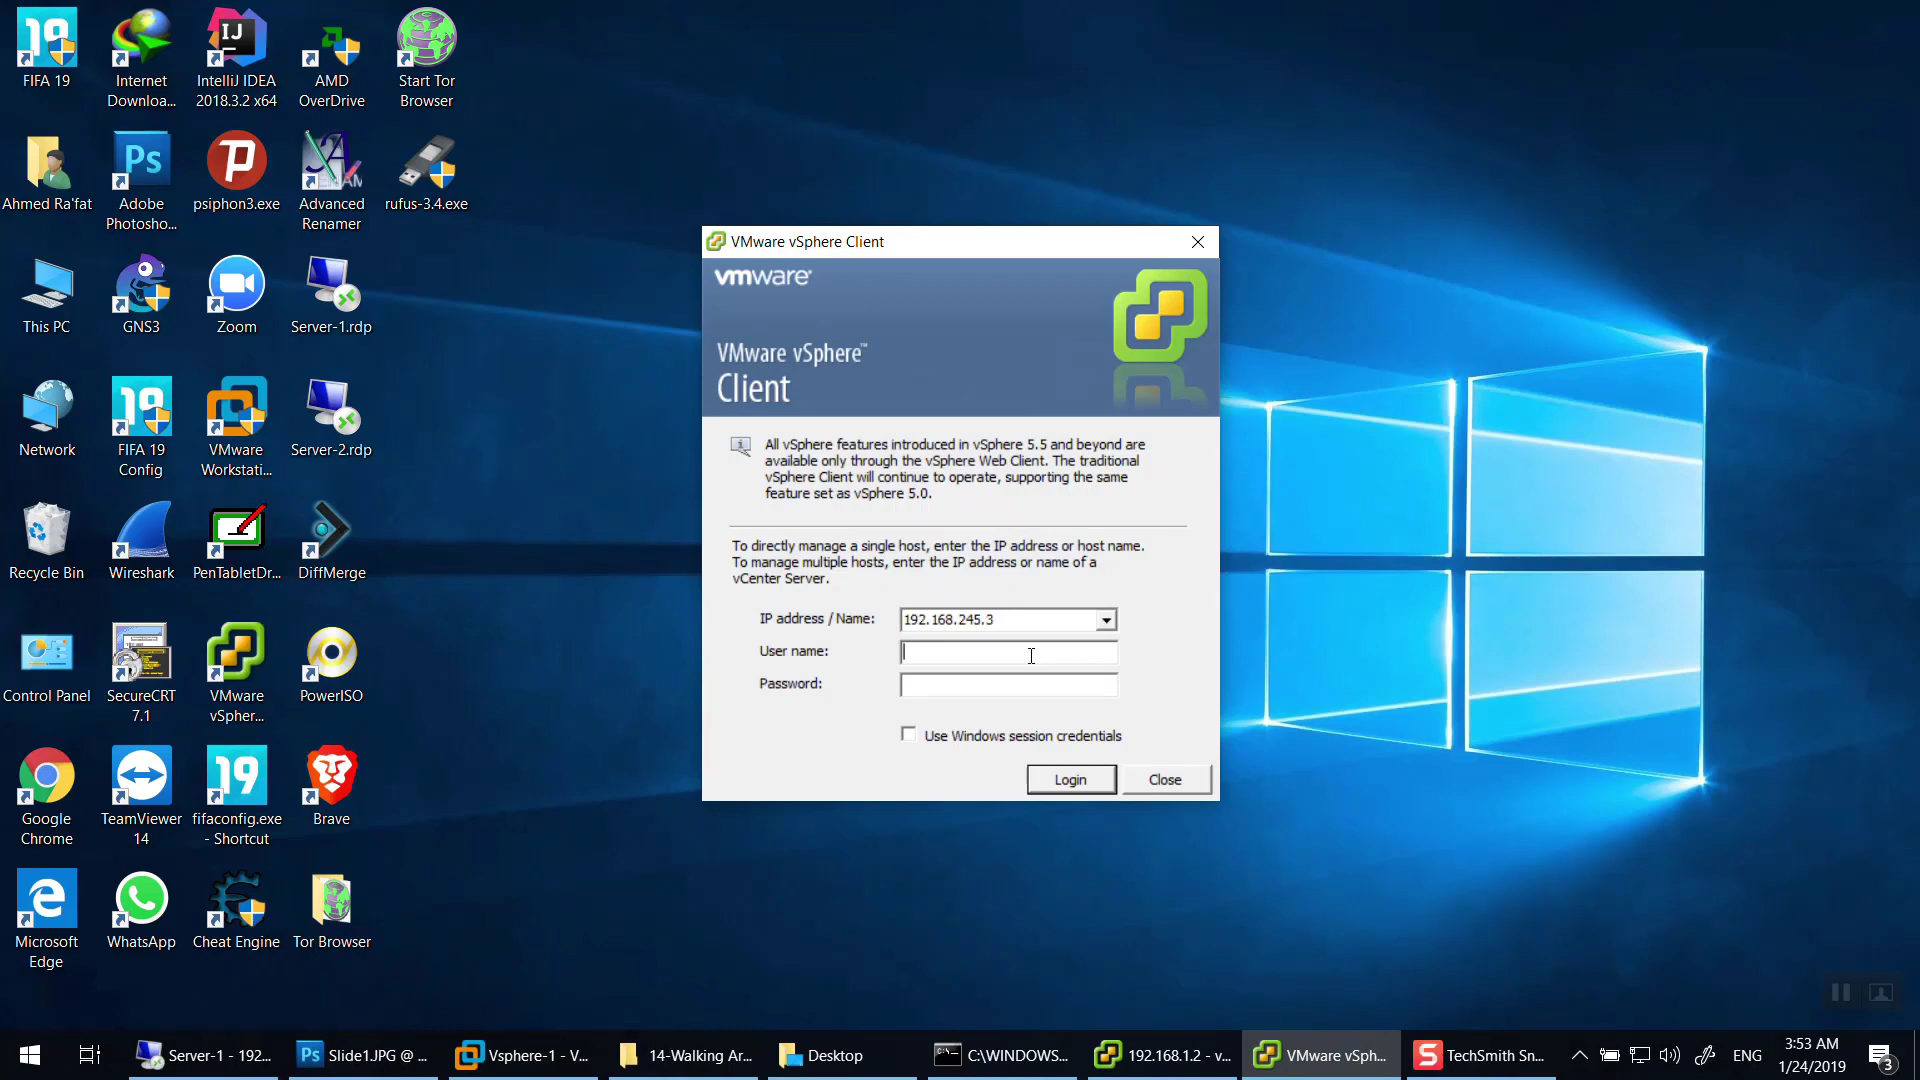 FIFA 19
Internet
Downloa...
IntelliJ IDEA
2018.3.2 x64
AMD
OverDrive
Start Tor
Browser
Ahmed Ra'fat
Adobe
Photosho...
psiphon3.exe
Advanced
Renamer
rufus-3.4.exe
This PC
GNS3
Zoom
Server-1.rdp
Network
FIFA 19
Config
VMware
Workstati...
Server-2.rdp
Recycle Bin
Wireshark
PenTabletDr...
DiffMerge
Control Panel
SecureCRT
7.1
VMware
vSpher...
PowerISO
Google
Chrome
TeamViewer
14
fifaconfig.exe
- Shortcut
Brave
Microsoft
Edge
WhatsApp
Cheat Engine
Tor Browser
VMware vSphere Client
vmware®
VMware vSphere™
Client
All vSphere features introduced in vSphere 5.5 and beyond are
available only through the vSphere Web Client. The traditional
vSphere Client will continue to operate, supporting the same
feature set as vSphere 5.0.
To directly manage a single host, enter the IP address or host name.
To manage multiple hosts, enter the IP address or name of a
vCenter Server.
IP address / Name: 192.168.245.3
User name:
Password:
Use Windows session credentials
Login Close
Server-1 - 192... Slide1.JPG @ ... Vsphere-1 - V... 14-Walking Ar... Desktop C:\WINDOWS... 192.168.1.2 - v... VMware vSph... TechSmith Sn... ENG 3:53 AM
1/24/2019 3